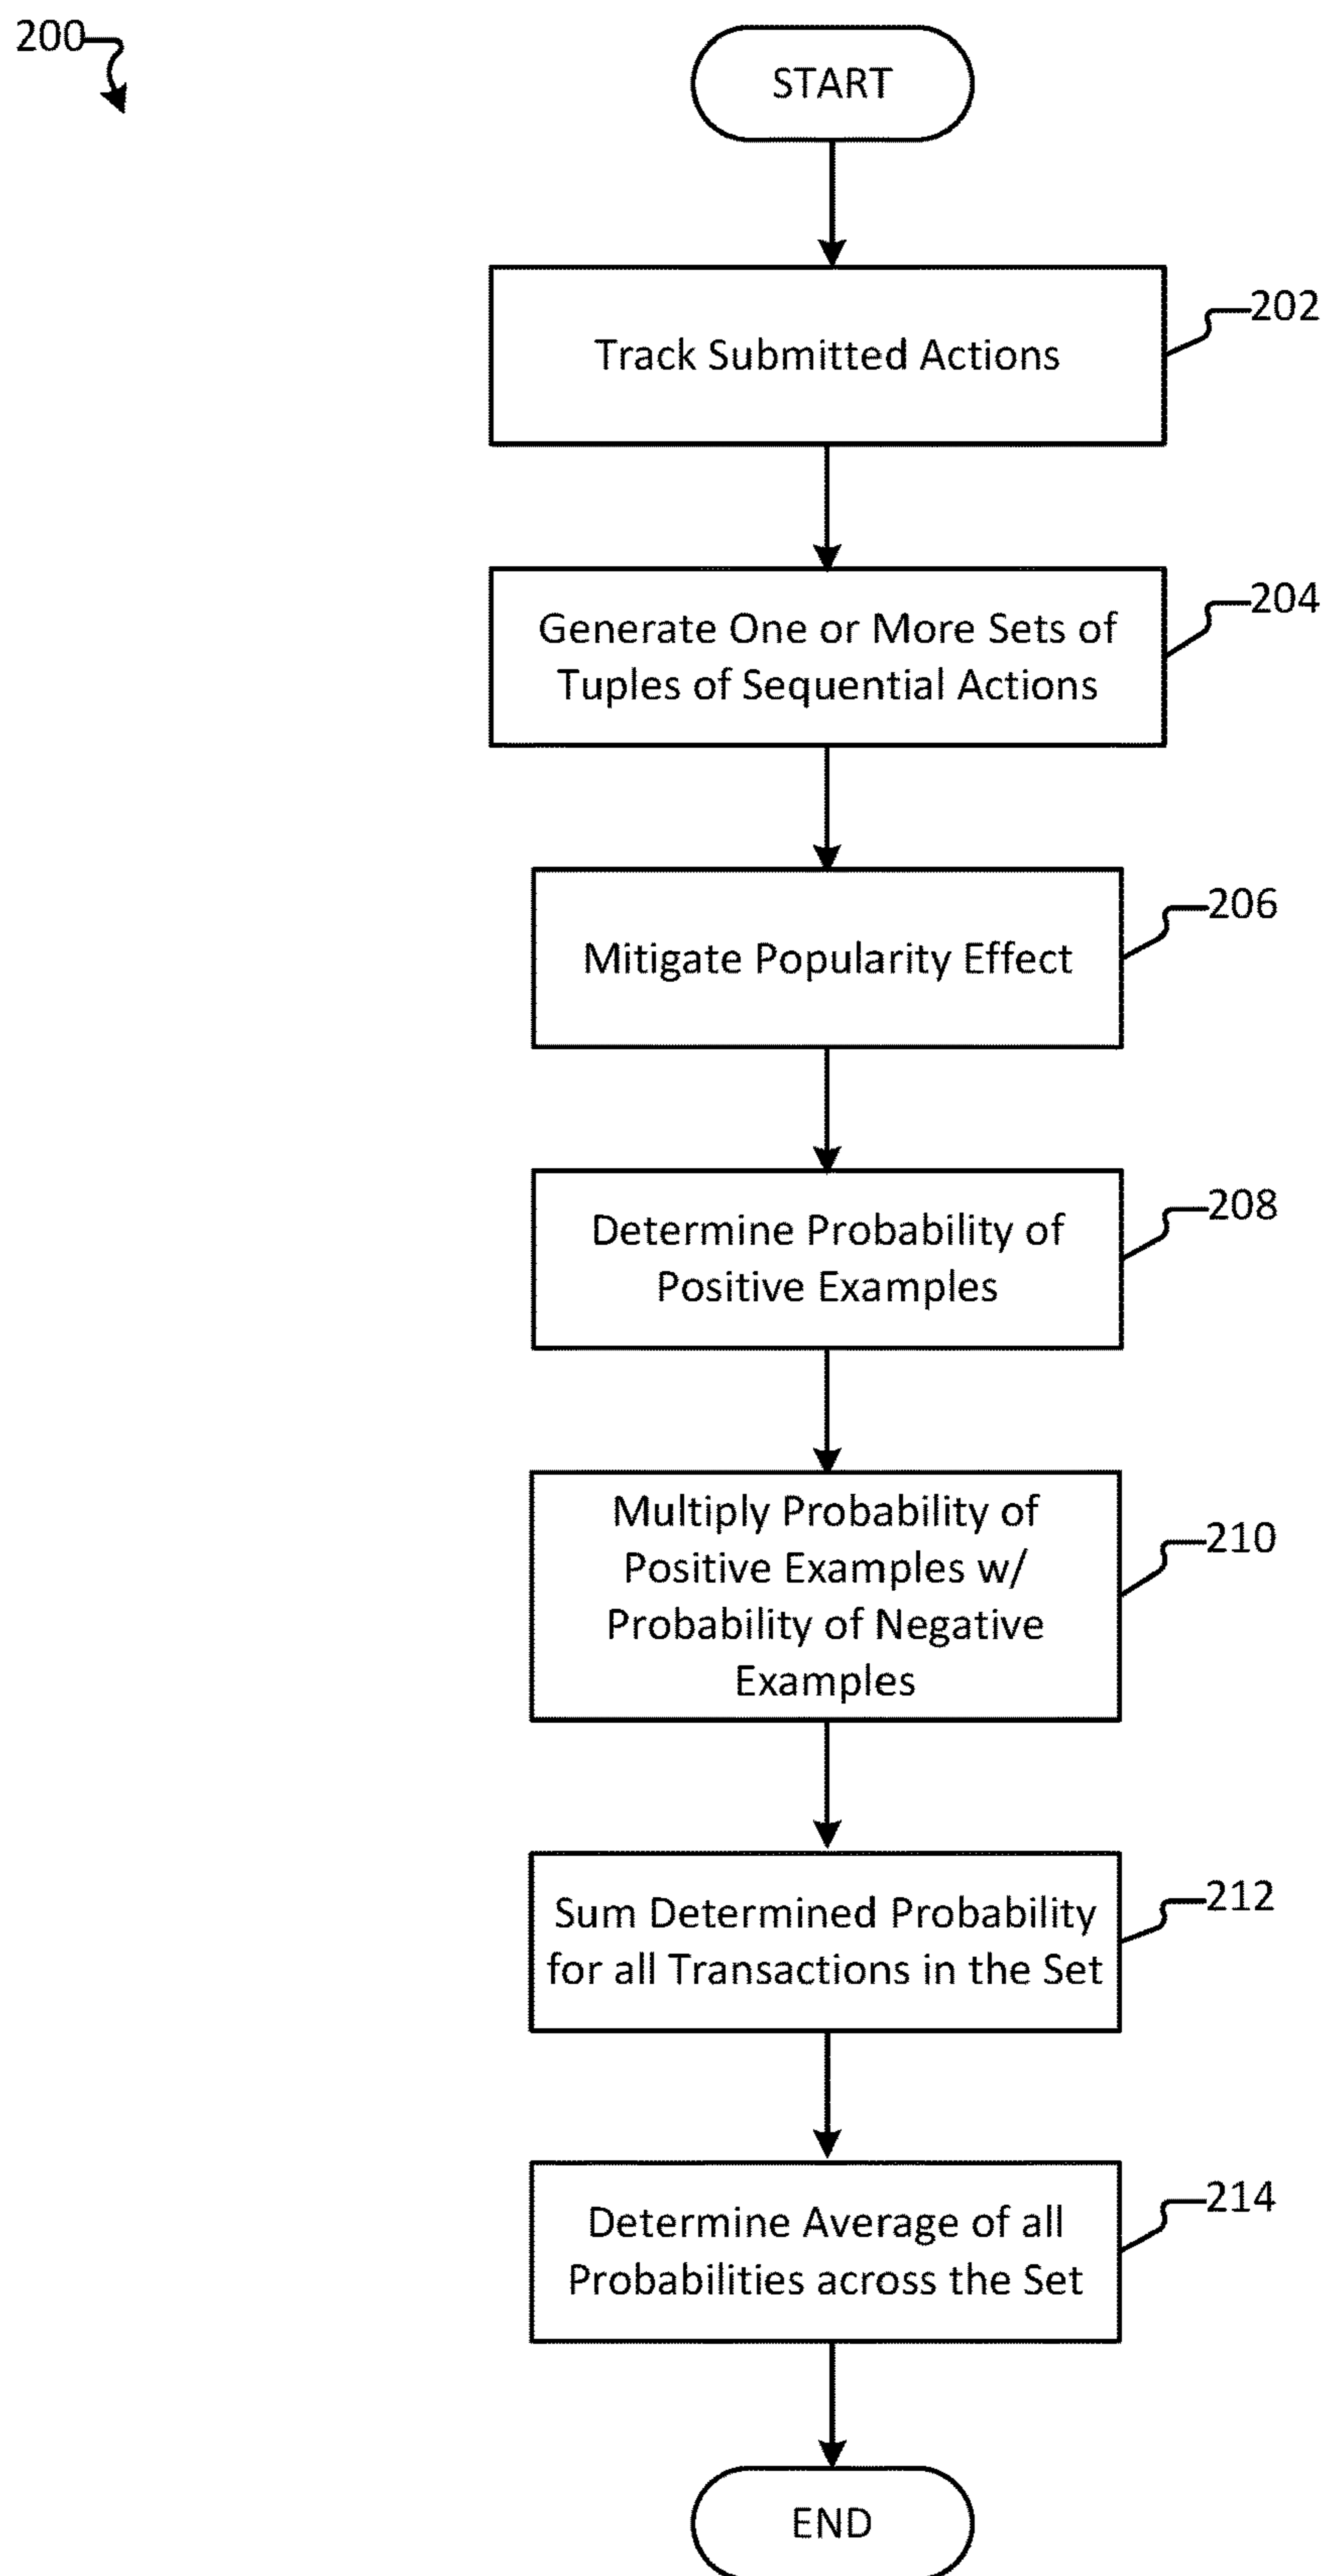 200
START
Track Submitted Actions
202
Generate One or More Sets of
Tuples of Sequential Actions
204
Mitigate Popularity Effect
206
Determine Probability of
Positive Examples
208
Multiply Probability of
Positive Examples w/
Probability of Negative
Examples
210
Sum Determined Probability
for all Transactions in the Set
212
Determine Average of all
Probabilities across the Set
214
END